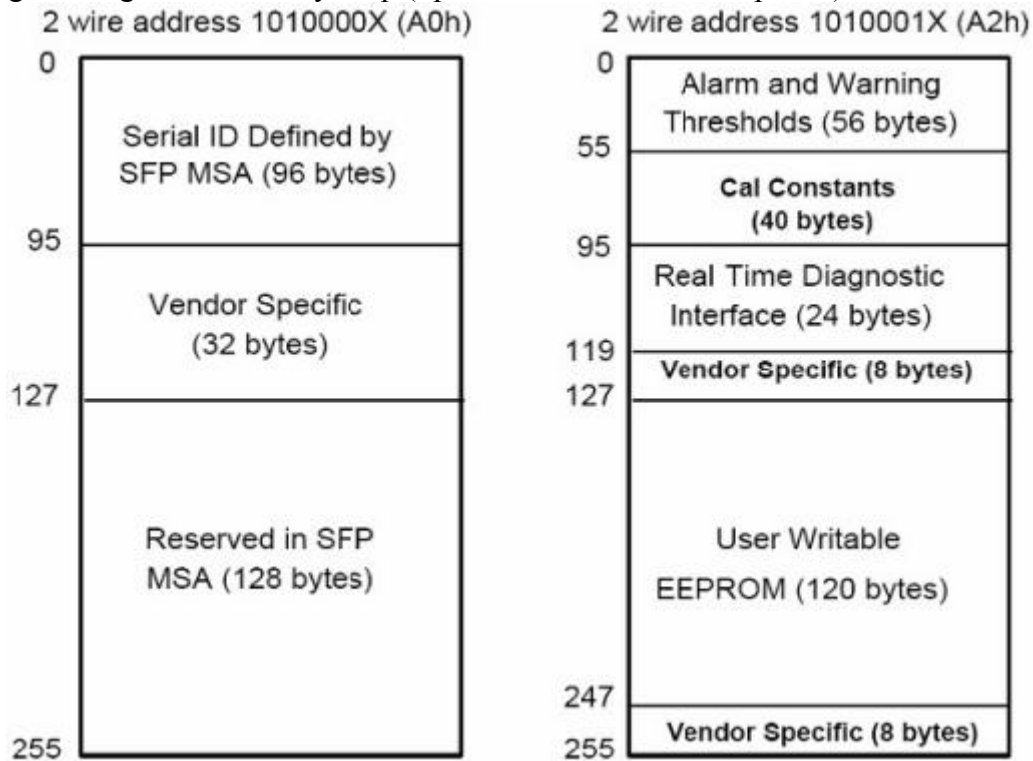 2 wire address 1010000X (A0h)
0
Serial ID Defined by
SFP MSA (96 bytes)
95
Vendor Specific
(32 bytes)
127
Reserved in SFP
MSA (128 bytes)
255
2 wire address 1010001X (A2h)
0
Alarm and Warning
Thresholds (56 bytes)
55
Cal Constants
(40 bytes)
95
Real Time Diagnostic
Interface (24 bytes)
119
Vendor Specific (8 bytes)
127
User Writable
EEPROM (120 bytes)
247
Vendor Specific (8 bytes)
255